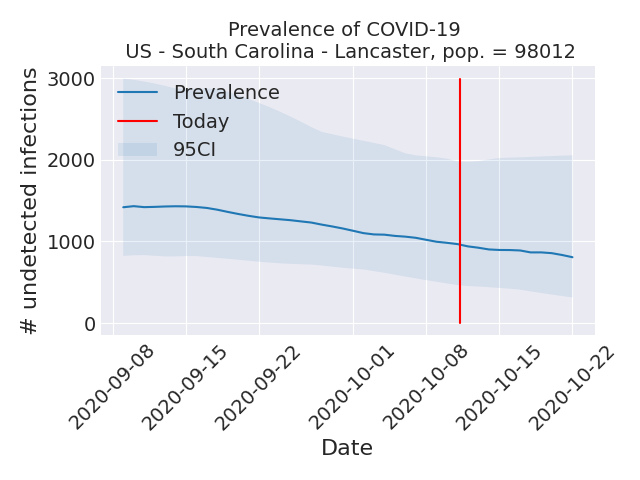 Prevalence of COVID-19
US - South Carolina - Lancaster, pop. = 98012
# undetected infections
3000
2000
1000
0
Prevalence
Today
95CI
2020-09-08
2020-09-15
2020-09-22
2020-10-01
2020-10-08
2020-10-15
2020-10-22
Date